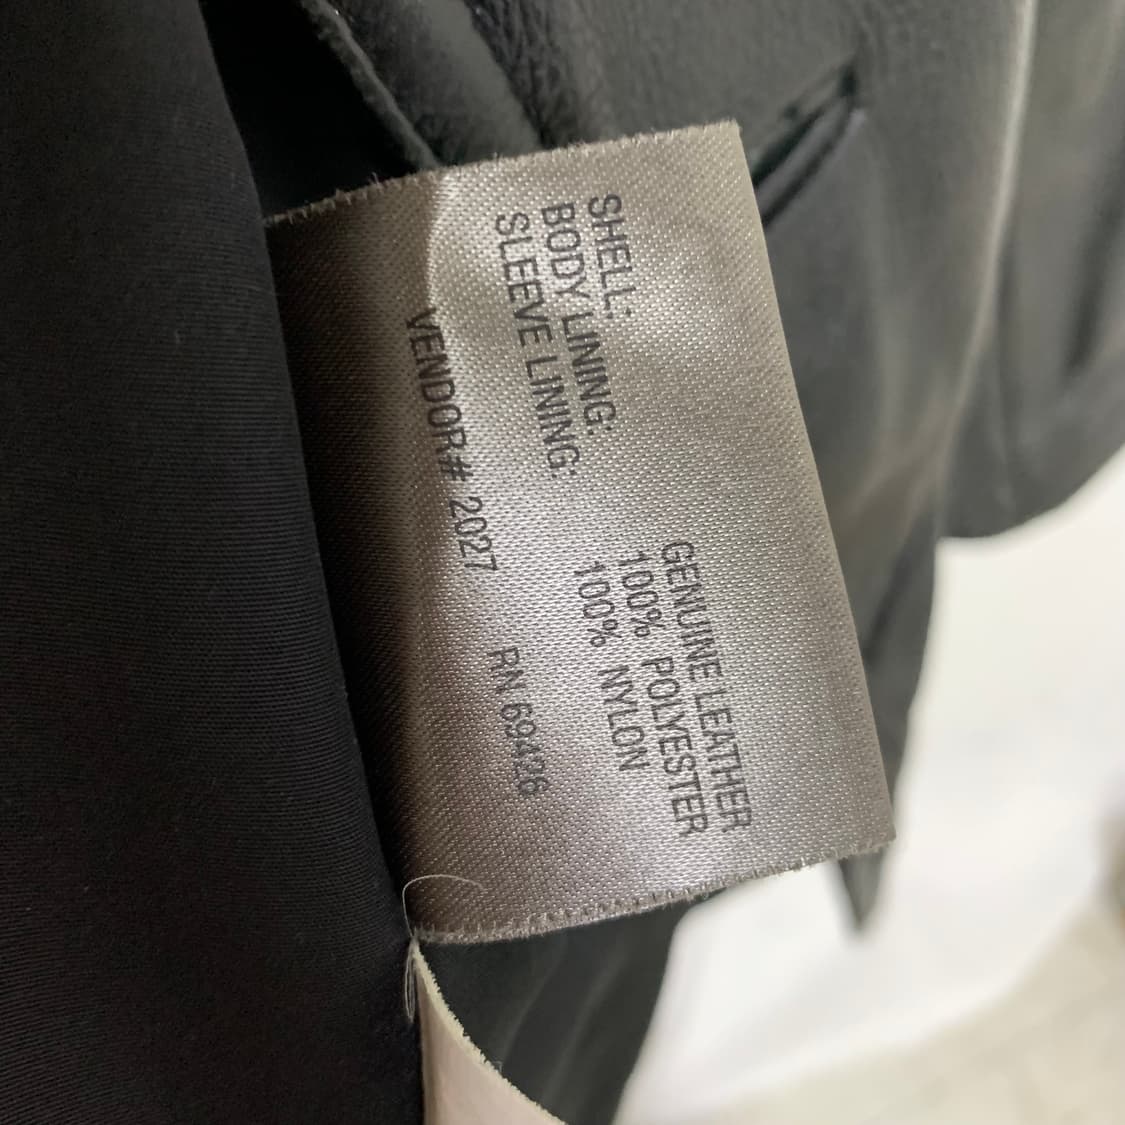 SHELL: GENUINE LEATHER
BODY LINING: 100% POLYESTER
SLEEVE LINING: 100% NYLON
VENDOR# 2027 RN 69426